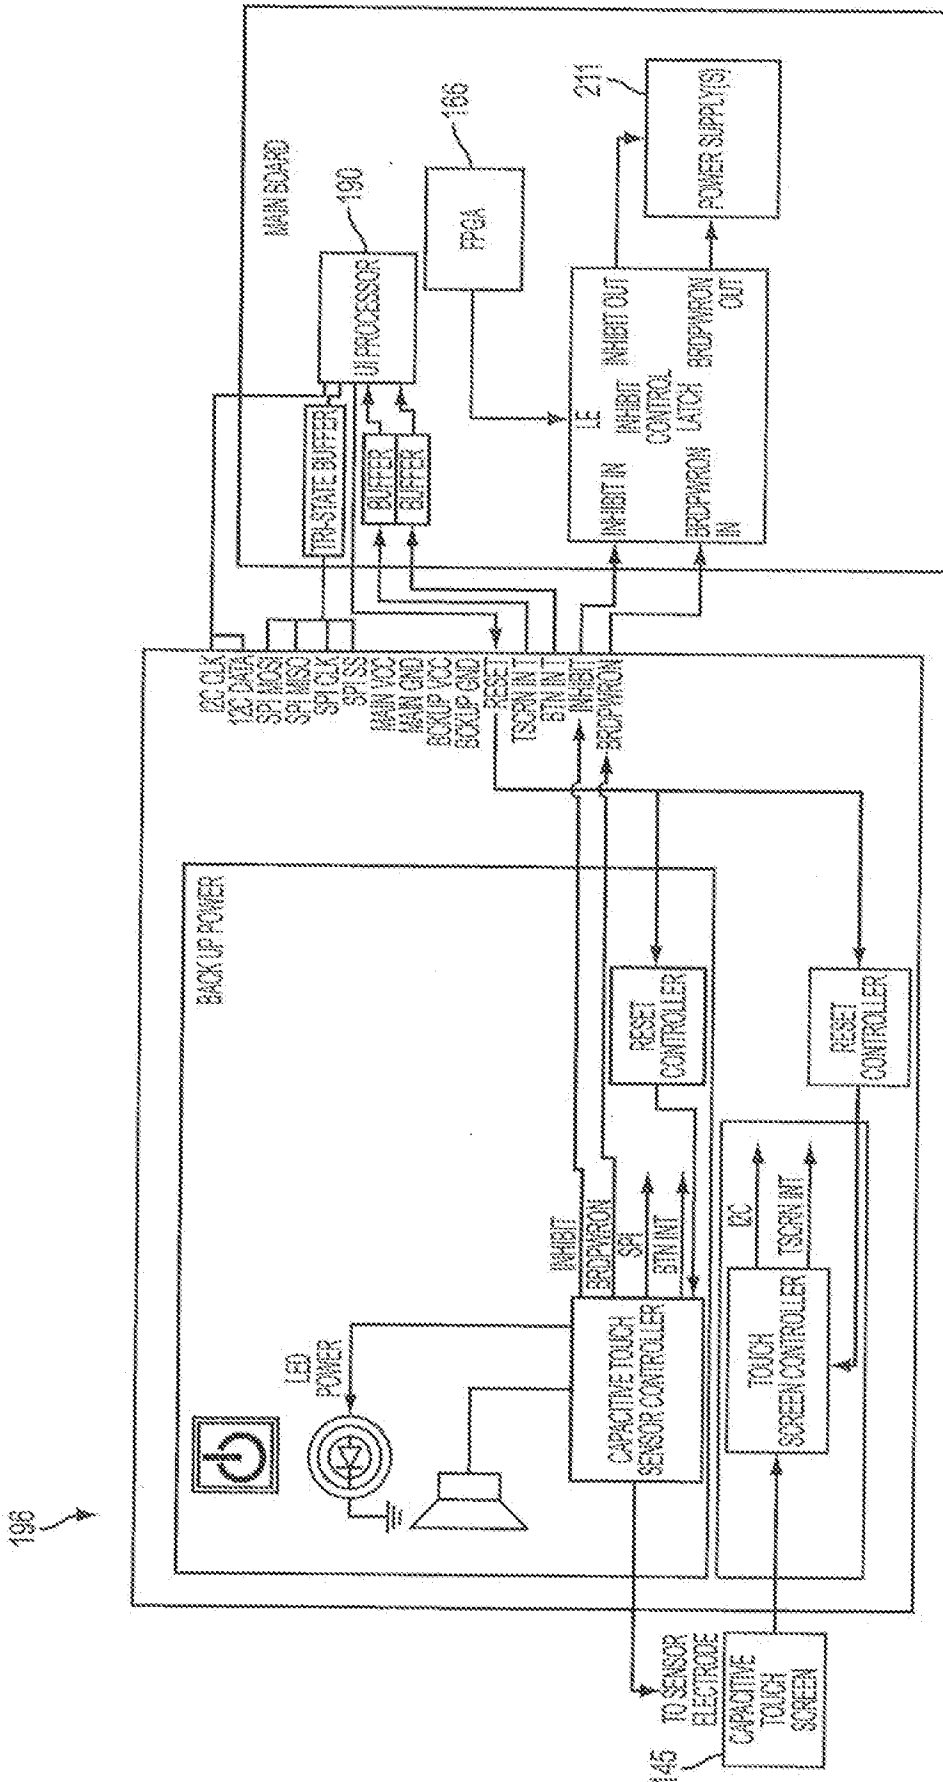 196
MAIN BOARD
190
UI PROCESSOR
TRI-STATE BUFFER
BUFFER
BUFFER
166
FPGA
211
POWER SUPPLY(S)
LE
INHIBIT IN
INHIBIT OUT
INHIBIT
CONTROL
LATCH
BRDPWRON
IN
BRDPWRON
OUT
I2C CLK
I2C DATA
SPI MOSI
SPI MISO
SPI CLK
SPI SS
MAIN VCC
MAIN GND
BCKUP VCC
BCKUP GND
RESET
TSCRN INT
BTN INT
INHIBIT
BRDPWRON
BACK UP POWER
LED
POWER
INHIBIT
BRDPWRON
SPI
BTN INT
CAPACITIVE TOUCH
SENSOR CONTROLLER
RESET
CONTROLLER
RESET
CONTROLLER
I2C
TSCRN INT
TOUCH
SCREEN CONTROLLER
TO SENSOR
ELECTRODE
CAPACITIVE
TOUCH
SCREEN
145